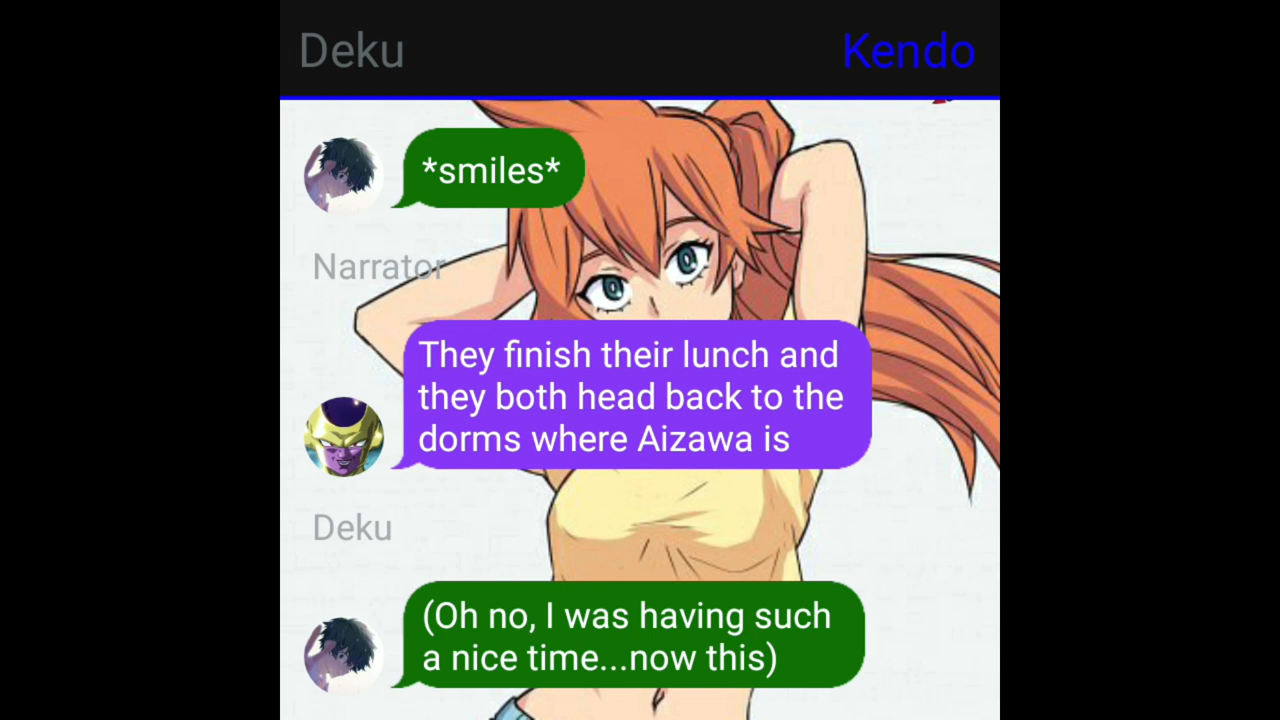 Deku Kendo
*smiles*
Narrator
They finish their lunch and
they both head back to the
dorms where Aizawa is
Deku
(Oh no, I was having such
a nice time...now this)